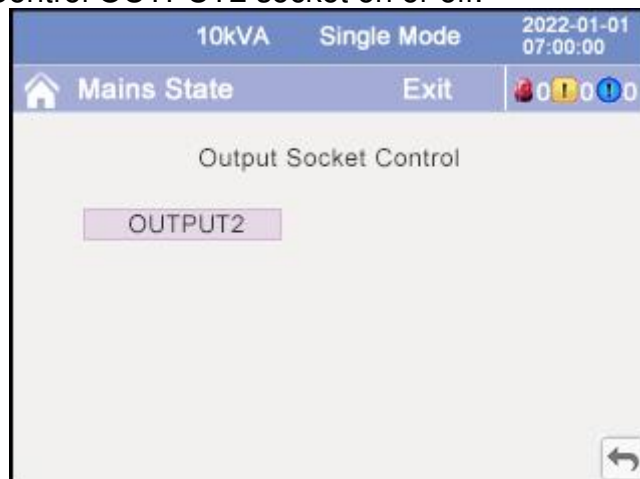 10kVA Single Mode 2022-01-01
07:00:00
Mains State Exit 0 0 0
Output Socket Control
OUTPUT2